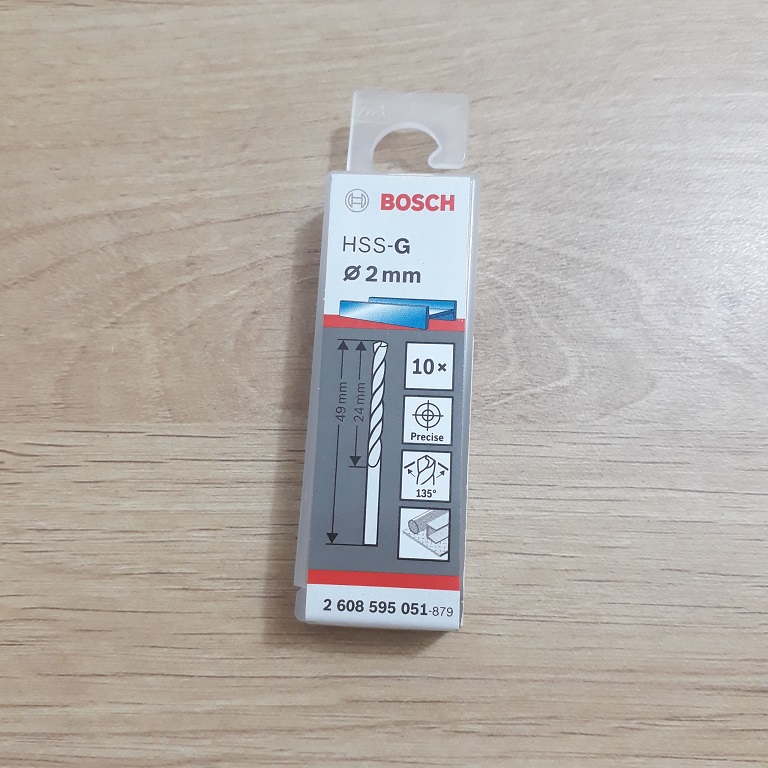 BOSCH
HSS-G
Ø 2 mm
49 mm
24 mm
10×
Precise
135°
2 608 595 051-879